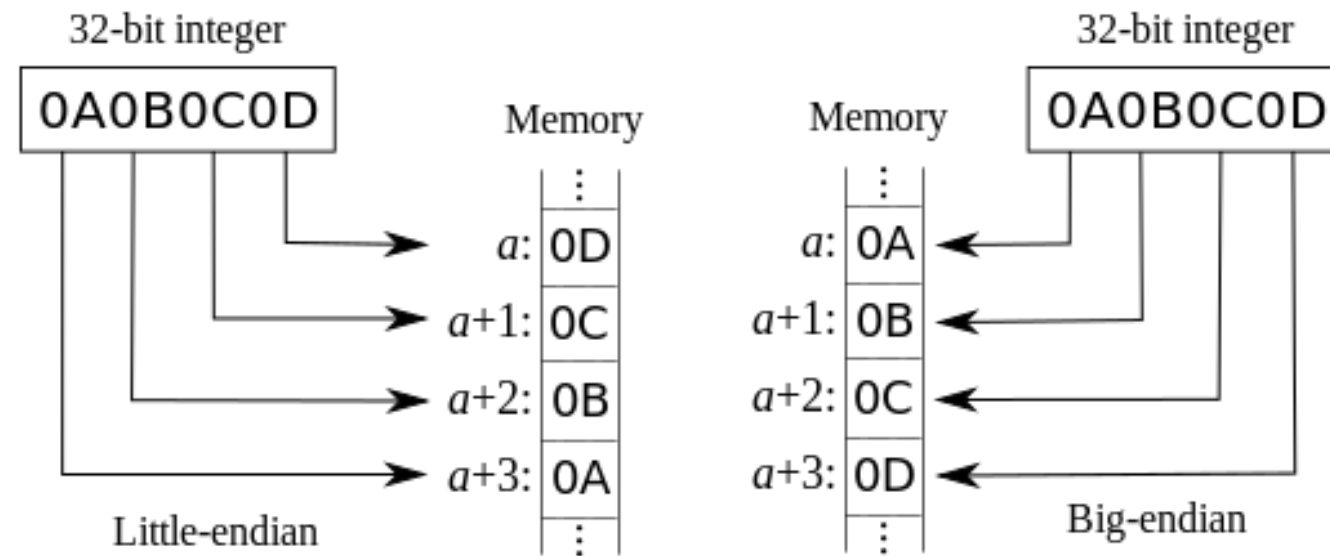 32-bit integer
0A0B0C0D
Memory
⋮
a: 0D
a+1: 0C
a+2: 0B
a+3: 0A
⋮
Little-endian
32-bit integer
0A0B0C0D
Memory
⋮
a: 0A
a+1: 0B
a+2: 0C
a+3: 0D
⋮
Big-endian